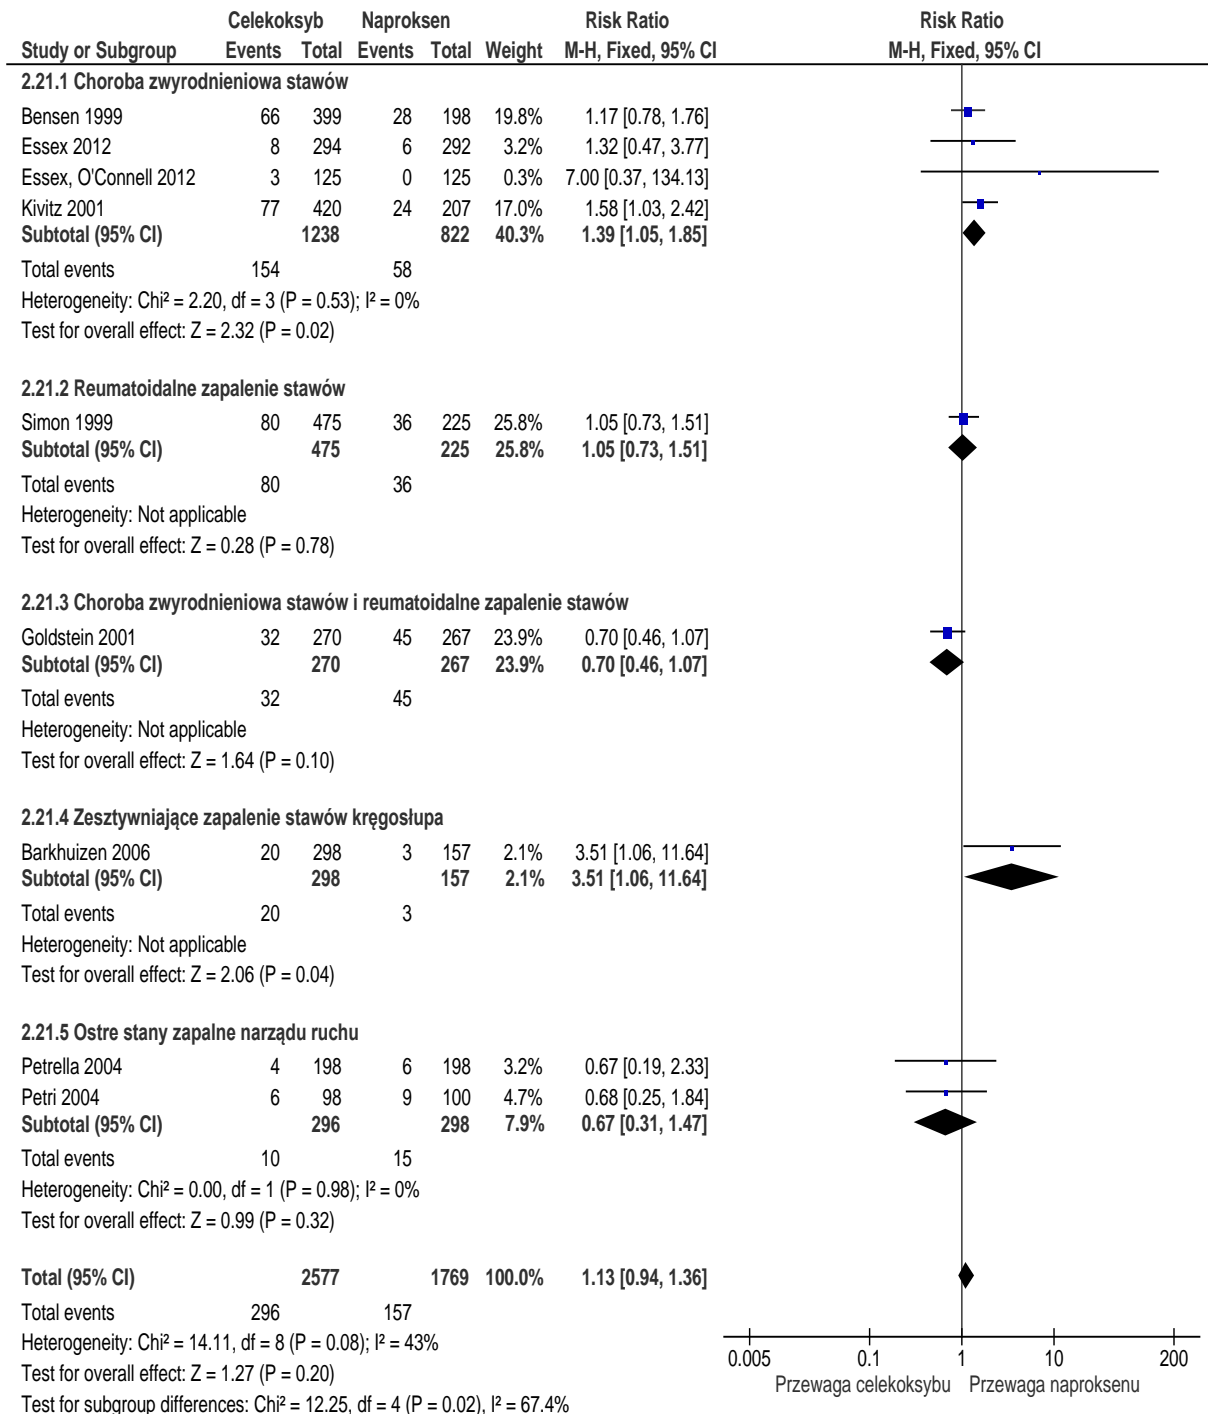 Celekoksyb Naproksen Risk Ratio Risk Ratio
Study or Subgroup Events Total Events Total Weight M-H, Fixed, 95% CI M-H, Fixed, 95% CI
2.21.1 Choroba zwyrodnieniowa stawów
Bensen 1999 66 399 28 198 19.8% 1.17 [0.78, 1.76]
Essex 2012 8 294 6 292 3.2% 1.32 [0.47, 3.77]
Essex, O'Connell 2012 3 125 0 125 0.3% 7.00 [0.37, 134.13]
Kivitz 2001 77 420 24 207 17.0% 1.58 [1.03, 2.42]
Subtotal (95% CI) 1238 822 40.3% 1.39 [1.05, 1.85]
Total events 154 58
Heterogeneity: Chi² = 2.20, df = 3 (P = 0.53); I² = 0%
Test for overall effect: Z = 2.32 (P = 0.02)
2.21.2 Reumatoidalne zapalenie stawów
Simon 1999 80 475 36 225 25.8% 1.05 [0.73, 1.51]
Subtotal (95% CI) 475 225 25.8% 1.05 [0.73, 1.51]
Total events 80 36
Heterogeneity: Not applicable
Test for overall effect: Z = 0.28 (P = 0.78)
2.21.3 Choroba zwyrodnieniowa stawów i reumatoidalne zapalenie stawów
Goldstein 2001 32 270 45 267 23.9% 0.70 [0.46, 1.07]
Subtotal (95% CI) 270 267 23.9% 0.70 [0.46, 1.07]
Total events 32 45
Heterogeneity: Not applicable
Test for overall effect: Z = 1.64 (P = 0.10)
2.21.4 Zesztywniające zapalenie stawów kręgosłupa
Barkhuizen 2006 20 298 3 157 2.1% 3.51 [1.06, 11.64]
Subtotal (95% CI) 298 157 2.1% 3.51 [1.06, 11.64]
Total events 20 3
Heterogeneity: Not applicable
Test for overall effect: Z = 2.06 (P = 0.04)
2.21.5 Ostre stany zapalne narządu ruchu
Petrella 2004 4 198 6 198 3.2% 0.67 [0.19, 2.33]
Petri 2004 6 98 9 100 4.7% 0.68 [0.25, 1.84]
Subtotal (95% CI) 296 298 7.9% 0.67 [0.31, 1.47]
Total events 10 15
Heterogeneity: Chi² = 0.00, df = 1 (P = 0.98); I² = 0%
Test for overall effect: Z = 0.99 (P = 0.32)
Total (95% CI) 2577 1769 100.0% 1.13 [0.94, 1.36]
Total events 296 157
Heterogeneity: Chi² = 14.11, df = 8 (P = 0.08); I² = 43%
Test for overall effect: Z = 1.27 (P = 0.20)
Test for subgroup differences: Chi² = 12.25, df = 4 (P = 0.02), I² = 67.4%
0.005 0.1 1 10 200
Przewaga celekoksybu Przewaga naproksenu